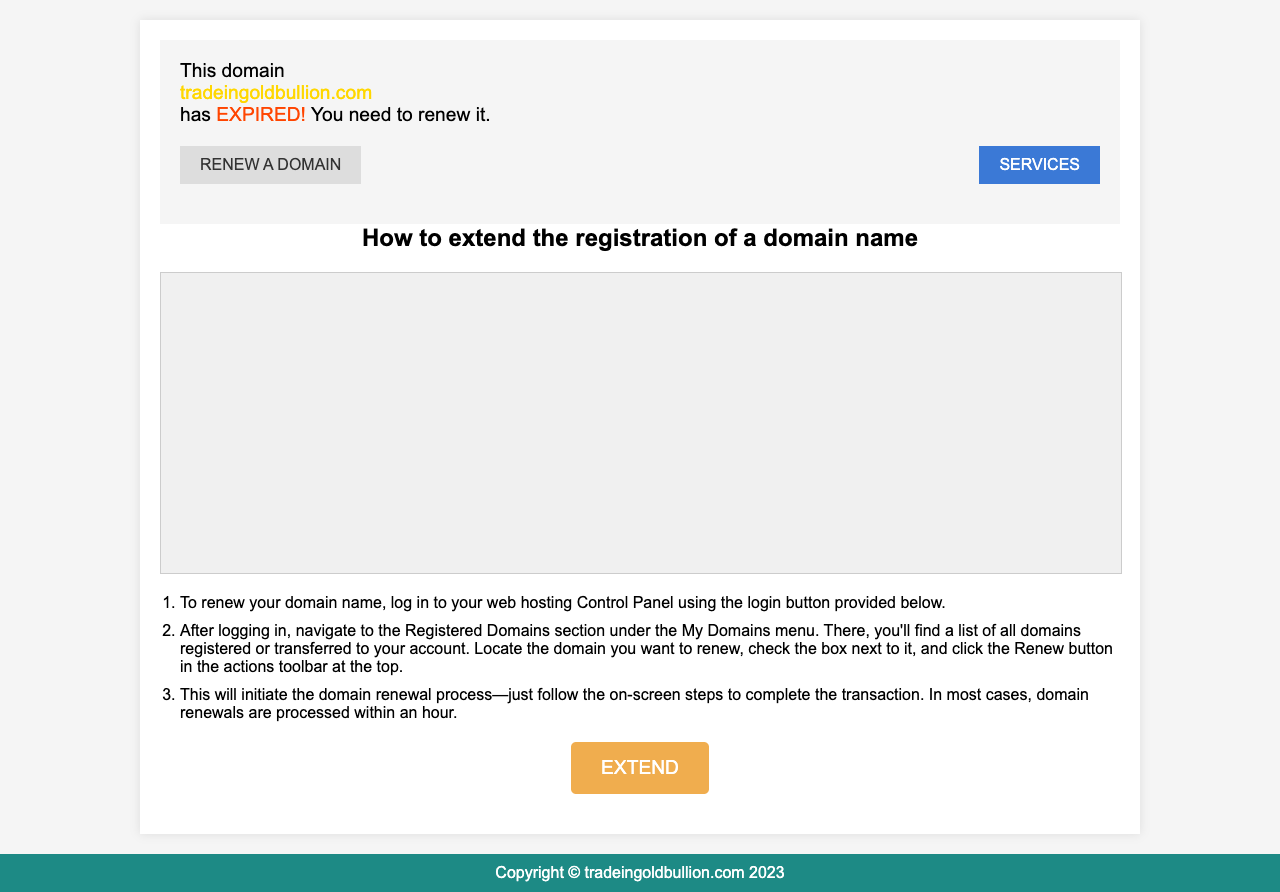 This domain
tradeingoldbullion.com
has EXPIRED! You need to renew it.
RENEW A DOMAIN
SERVICES
How to extend the registration of a domain name
1. To renew your domain name, log in to your web hosting Control Panel using the login button provided below.
2. After logging in, navigate to the Registered Domains section under the My Domains menu. There, you'll find a list of all domains
registered or transferred to your account. Locate the domain you want to renew, check the box next to it, and click the Renew button
in the actions toolbar at the top.
3. This will initiate the domain renewal process—just follow the on-screen steps to complete the transaction. In most cases, domain
renewals are processed within an hour.
EXTEND
Copyright © tradeingoldbullion.com 2023